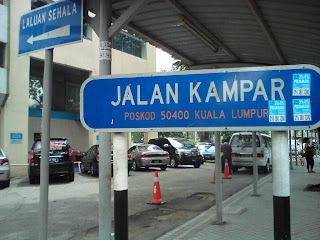 LALUAN SEHALA
JALAN KAMPAR
POSKOD 50400 KUALA LUMPUR